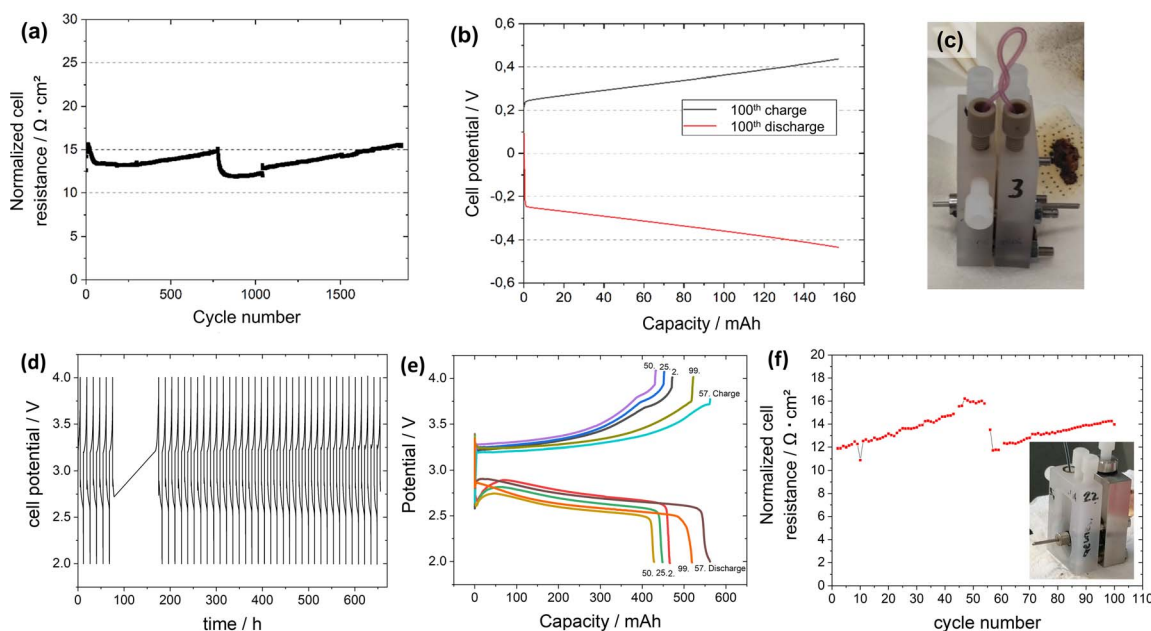 (a)
30
25
20
15
10
5
0
0 500 1000 1500
Normalized cell
resistance / Ω · cm²
Cycle number
(b)
0,6
0,4
0,2
0
-0,2
-0,4
-0,6
0 20 40 60 80 100 120 140 160
Cell potential / V
Capacity / mAh
100th charge
100th discharge
(c)
3
(d)
4.0
3.5
3.0
2.5
2.0
0 100 200 300 400 500 600
cell potential / V
time / h
(e)
4.0
3.5
3.0
2.5
2.0
0 100 200 300 400 500 600
Potential / V
Capacity / mAh
50. 25. 2. 99.
57. Charge
50. 25. 2. 99. 57. Discharge
(f)
20
18
16
14
12
10
8
6
4
2
0
0 10 20 30 40 50 60 70 80 90 100 110
Normalized cell
resistance / Ω · cm²
cycle number
22